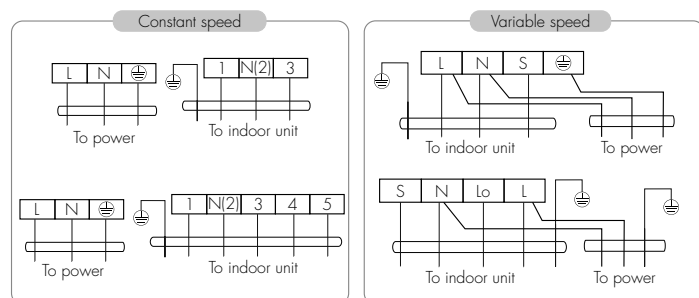 Constant speed
L N 1 N(2) 3
To power To indoor unit
L N 1 N(2) 3 4 5
To power To indoor unit
Variable speed
L N S
To indoor unit To power
S N Lo L
To indoor unit To power